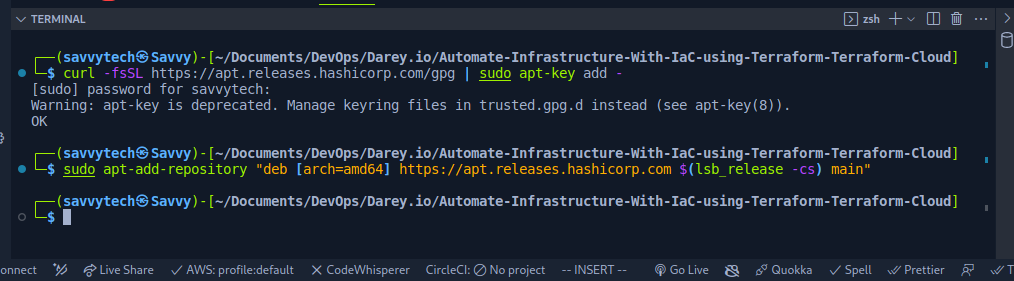 TERMINAL
zsh
┌──(savvytech㉿Savvy)-[~/Documents/DevOps/Darey.io/Automate-Infrastructure-With-IaC-using-Terraform-Terraform-Cloud]
└─$ curl -fsSL https://apt.releases.hashicorp.com/gpg | sudo apt-key add -
[sudo] password for savvytech:
Warning: apt-key is deprecated. Manage keyring files in trusted.gpg.d instead (see apt-key(8)).
OK
┌──(savvytech㉿Savvy)-[~/Documents/DevOps/Darey.io/Automate-Infrastructure-With-IaC-using-Terraform-Terraform-Cloud]
└─$ sudo apt-add-repository "deb [arch=amd64] https://apt.releases.hashicorp.com $(lsb_release -cs) main"
┌──(savvytech㉿Savvy)-[~/Documents/DevOps/Darey.io/Automate-Infrastructure-With-IaC-using-Terraform-Terraform-Cloud]
└─$
onnect Live Share AWS: profile:default CodeWhisperer CircleCI: No project -- INSERT -- Go Live Quokka Spell Prettier